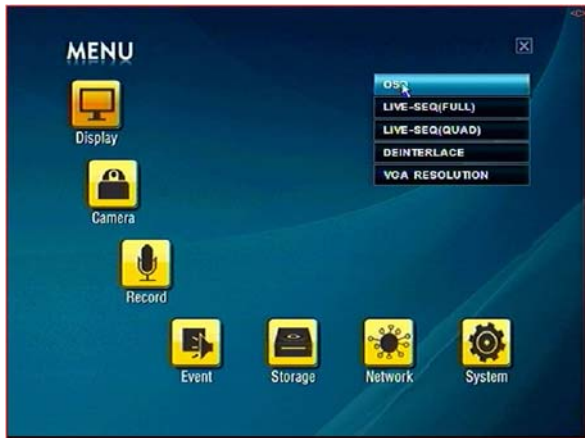 MENU
OSD
LIVE-SEQ(FULL)
LIVE-SEQ(QUAD)
DEINTERLACE
VGA RESOLUTION
Display
Camera
Record
Event
Storage
Network
System